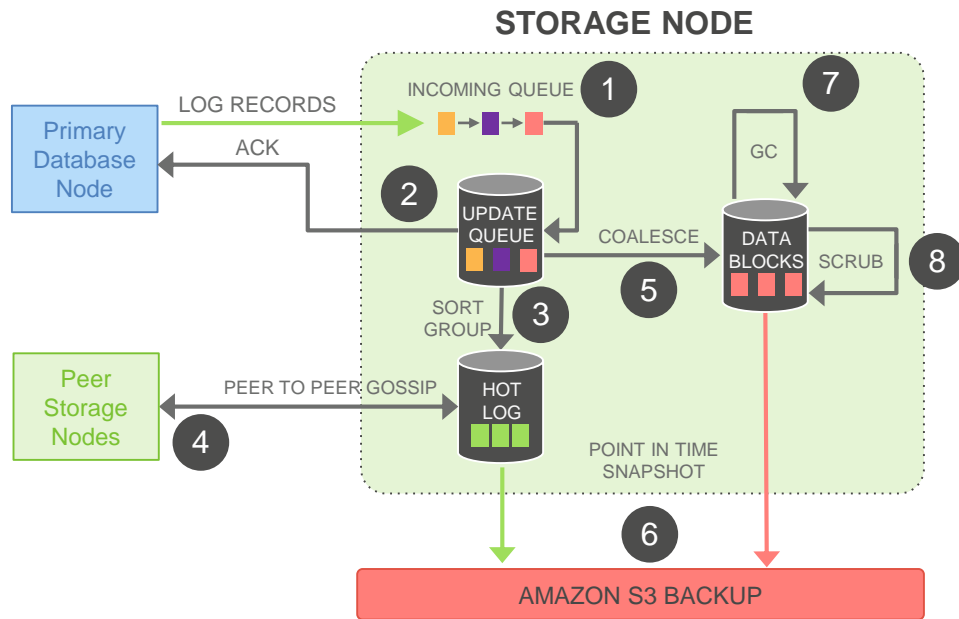 STORAGE NODE
1
7
INCOMING QUEUE
LOG RECORDS
Primary
Database
Node
ACK
GC
2
UPDATE
QUEUE
COALESCE
DATA
BLOCKS
SCRUB
8
5
3
SORT
GROUP
Peer
Storage
Nodes
PEER TO PEER GOSSIP
HOT
LOG
4
POINT IN TIME
SNAPSHOT
6
AMAZON S3 BACKUP